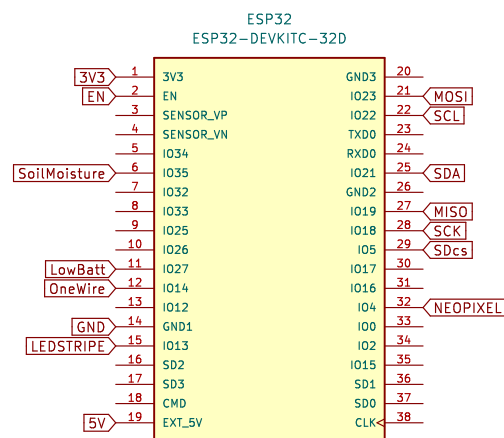 ESP32
ESP32-DEVKITC-32D
3V3 1 3V3 GND3 20
EN 2 EN IO23 21 MOSI
3 SENSOR_VP IO22 22 SCL
4 SENSOR_VN TXD0 23
5 IO34 RXD0 24
SoilMoisture 6 IO35 IO21 25 SDA
7 IO32 GND2 26
8 IO33 IO19 27 MISO
9 IO25 IO18 28 SCK
10 IO26 IO5 29 SDcs
LowBatt 11 IO27 IO17 30
OneWire 12 IO14 IO16 31
13 IO12 IO4 32 NEOPIXEL
GND 14 GND1 IO0 33
LEDSTRIPE 15 IO13 IO2 34
16 SD2 IO15 35
17 SD3 SD1 36
18 CMD SD0 37
5V 19 EXT_5V CLK 38